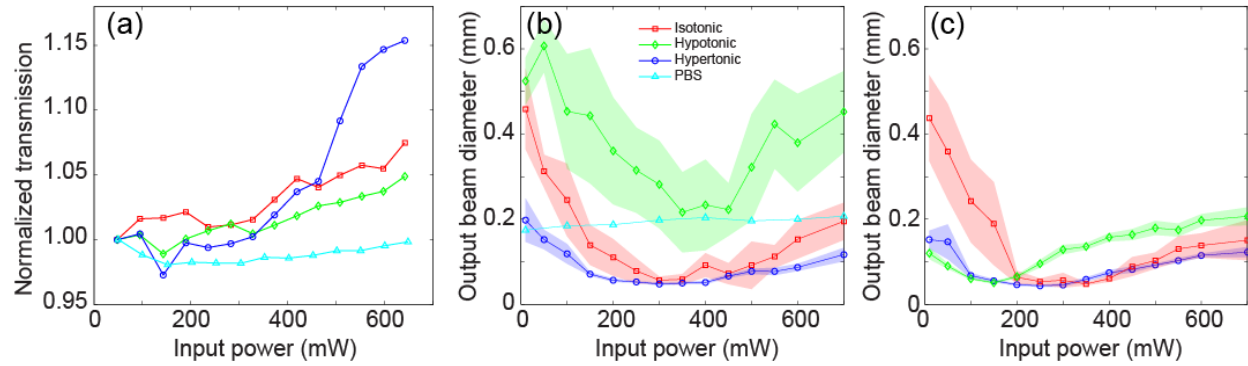 (a)
Normalized transmission
1.15
1.10
1.05
1.00
0.95
0
200
400
600
Input power (mW)
(b)
Output beam diameter (mm)
0.6
0.4
0.2
0
0
200
400
600
Input power (mW)
Isotonic
Hypotonic
Hypertonic
PBS
(c)
Output beam diameter (mm)
0.6
0.4
0.2
0
0
200
400
600
Input power (mW)